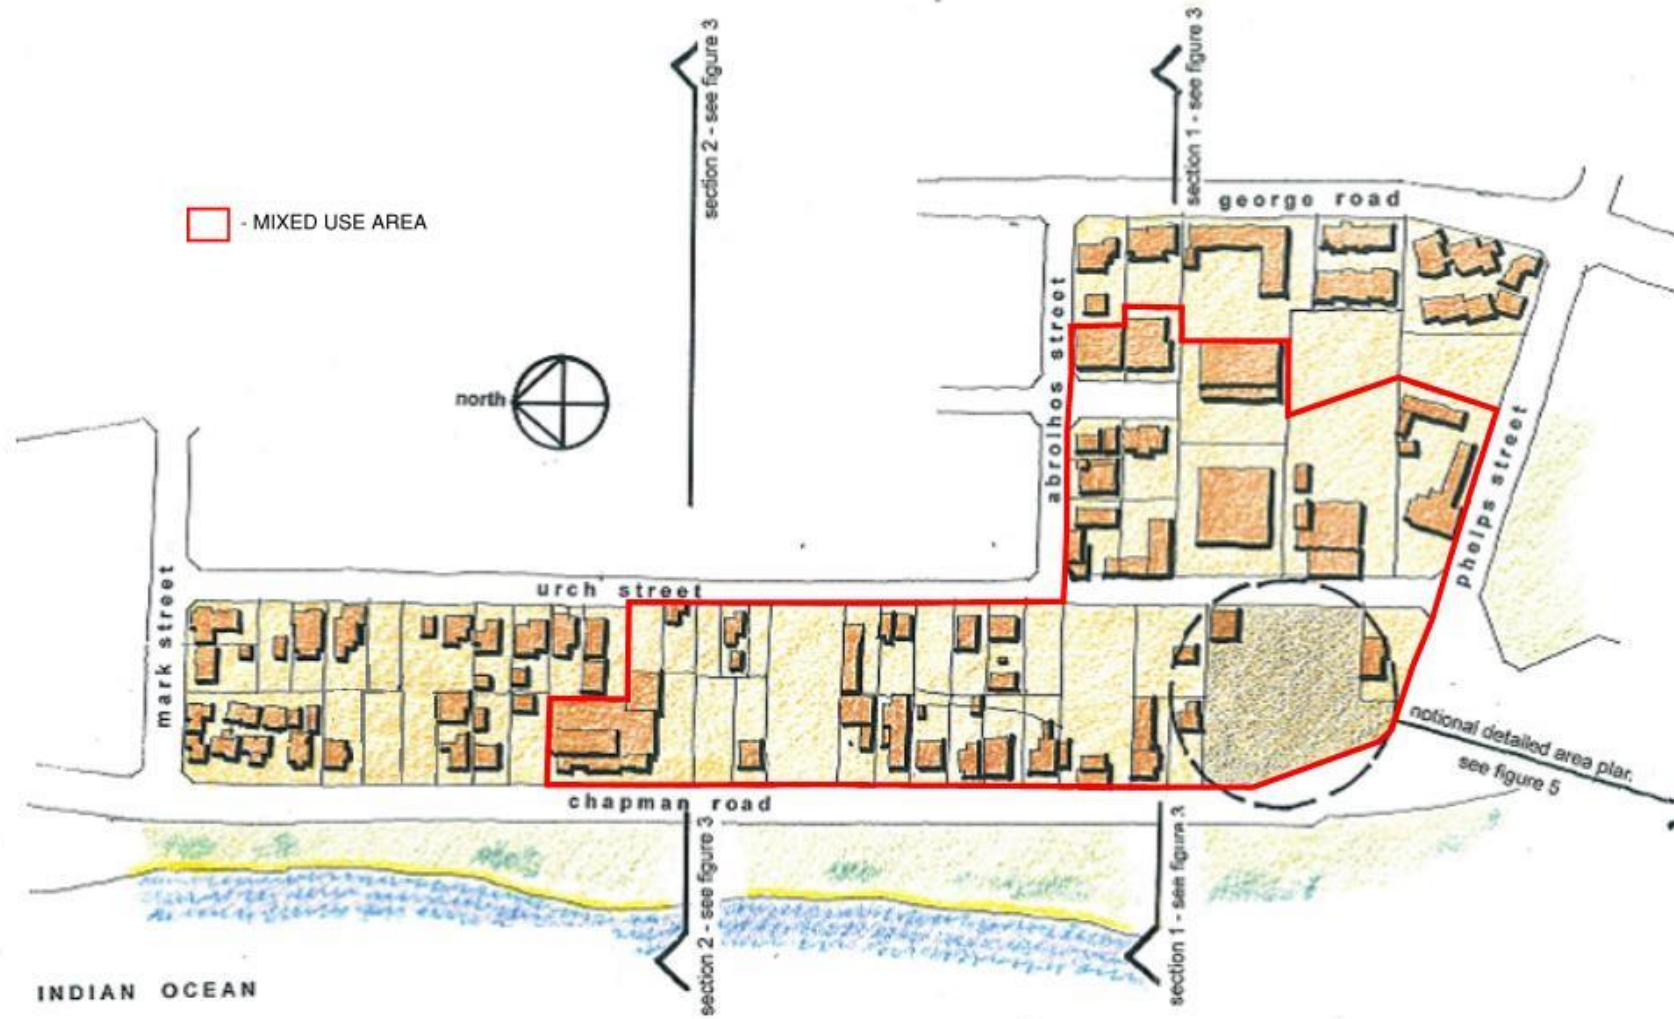 section 2 - see figure 3
section 1 - see figure 3
george road
- MIXED USE AREA
north
abrolhos street
phelps street
urch street
mark street
notional detailed area plar.
see figure 5
chapman road
section 2 - see figure 3
section 1 - see figure 3
INDIAN OCEAN